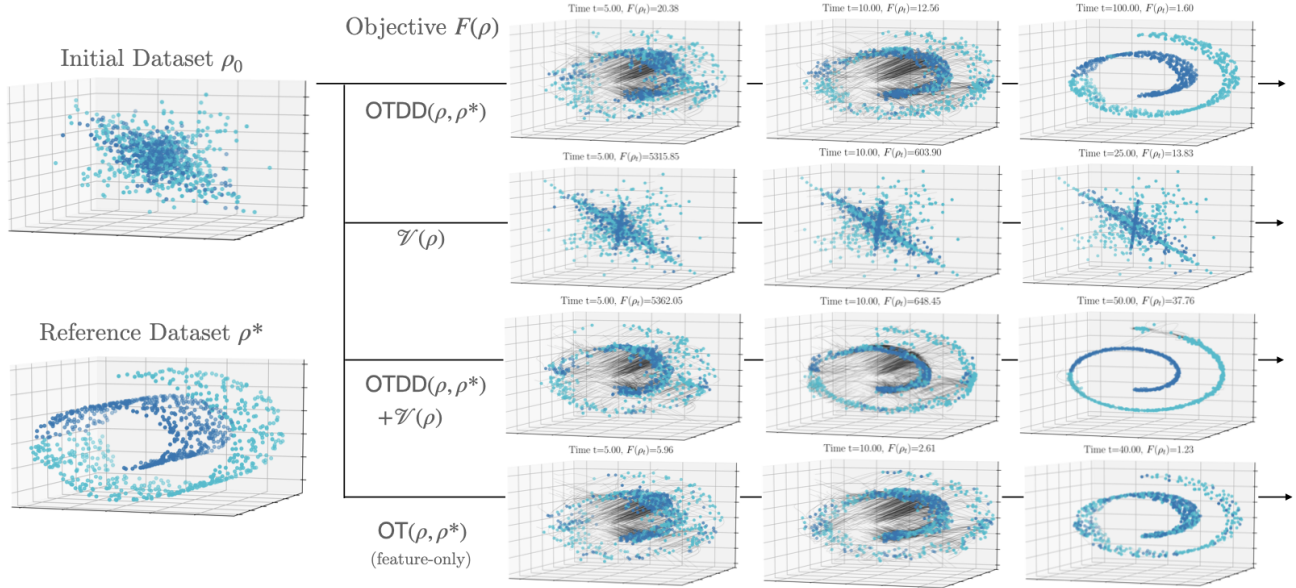 Objective F(ρ)
Initial Dataset ρ₀
Reference Dataset ρ*
OTDD(ρ, ρ*)
Time t=5.00, F(ρₜ)=20.38
Time t=10.00, F(ρₜ)=12.56
Time t=100.00, F(ρₜ)=1.60
𝒱(ρ)
Time t=5.00, F(ρₜ)=5315.85
Time t=10.00, F(ρₜ)=603.90
Time t=25.00, F(ρₜ)=13.83
OTDD(ρ, ρ*)
+𝒱(ρ)
Time t=5.00, F(ρₜ)=5362.05
Time t=10.00, F(ρₜ)=648.45
Time t=50.00, F(ρₜ)=37.76
OT(ρ, ρ*)
(feature-only)
Time t=5.00, F(ρₜ)=5.96
Time t=10.00, F(ρₜ)=2.61
Time t=40.00, F(ρₜ)=1.23